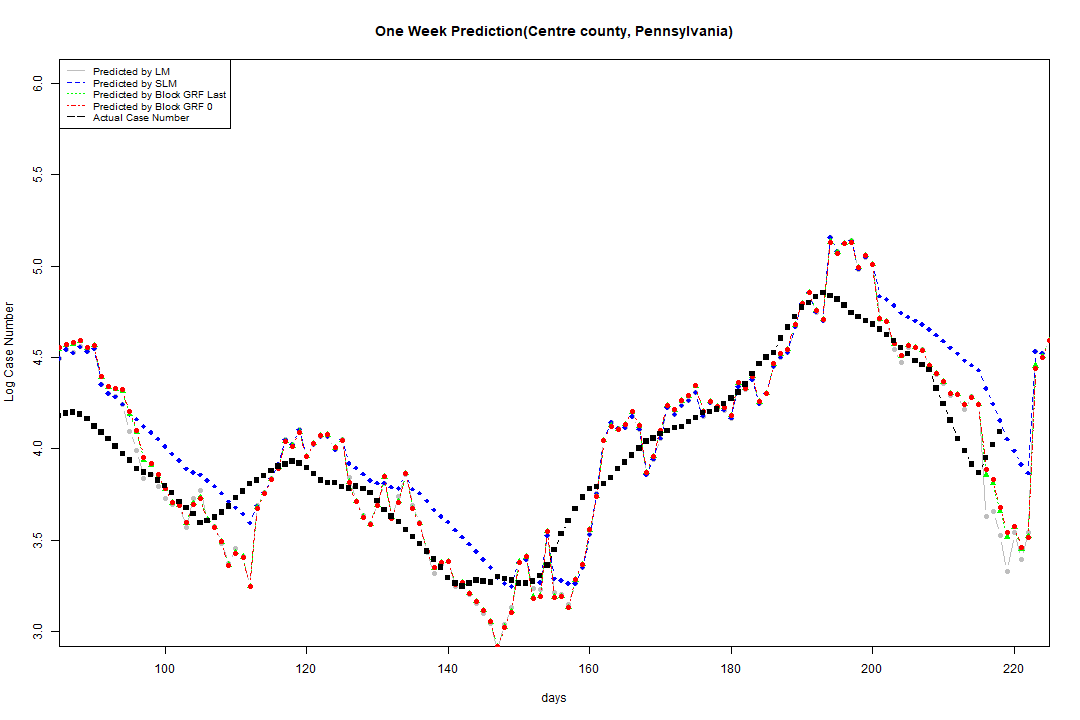 One Week Prediction(Centre county, Pennsylvania)
Predicted by LM
Predicted by SLM
Predicted by Block GRF Last
Predicted by Block GRF 0
Actual Case Number
Log Case Number
6.0
5.5
5.0
4.5
4.0
3.5
3.0
100 120 140 160 180 200 220
days